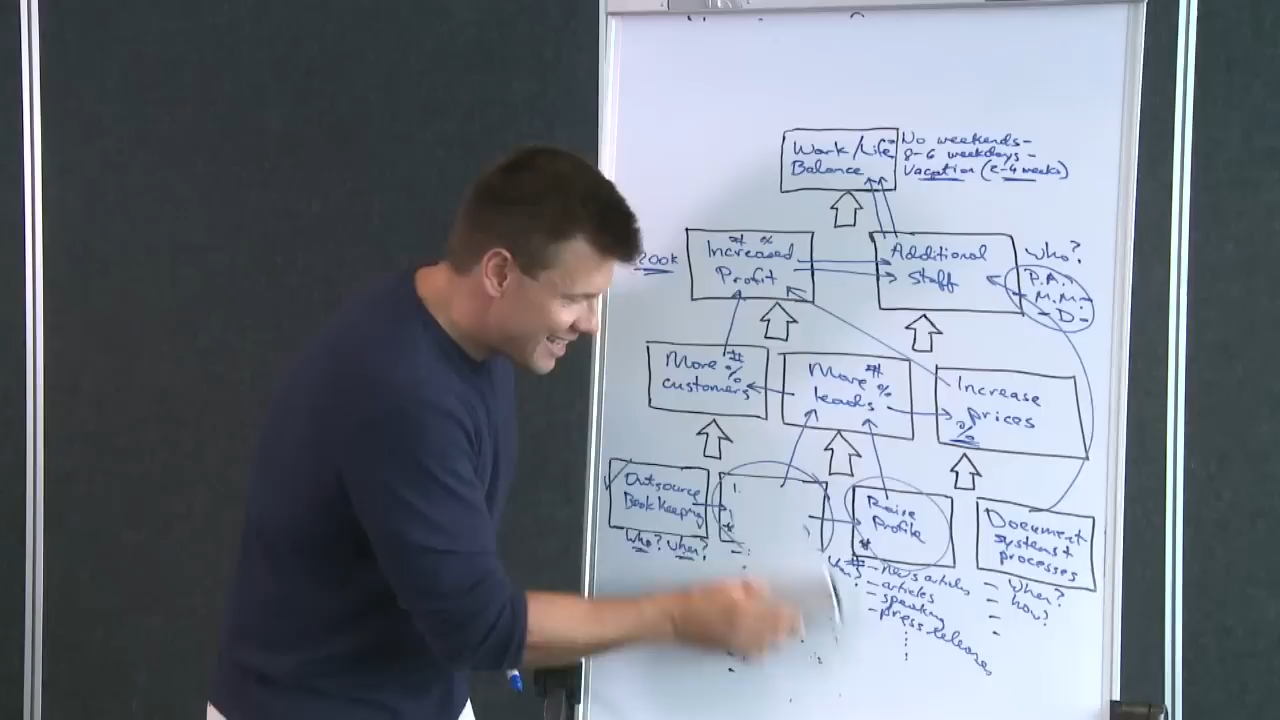 Work/Life
Balance
No weekends-
8-6 weekdays-
Vacation (2-4 weeks)
200k
# %
Increased
Profit
Additional
Staff
Who?
P.A.-
M.M.-
-D-
More #
%
customers
More #
%
leads
Increase
prices
%
Outsource
Book Keeping
Who? When?
#
Raise
Profile
#
When?
- News articles
- articles
- speaking
- press releases
Document
systems +
processes
- When?
- how?
-
-